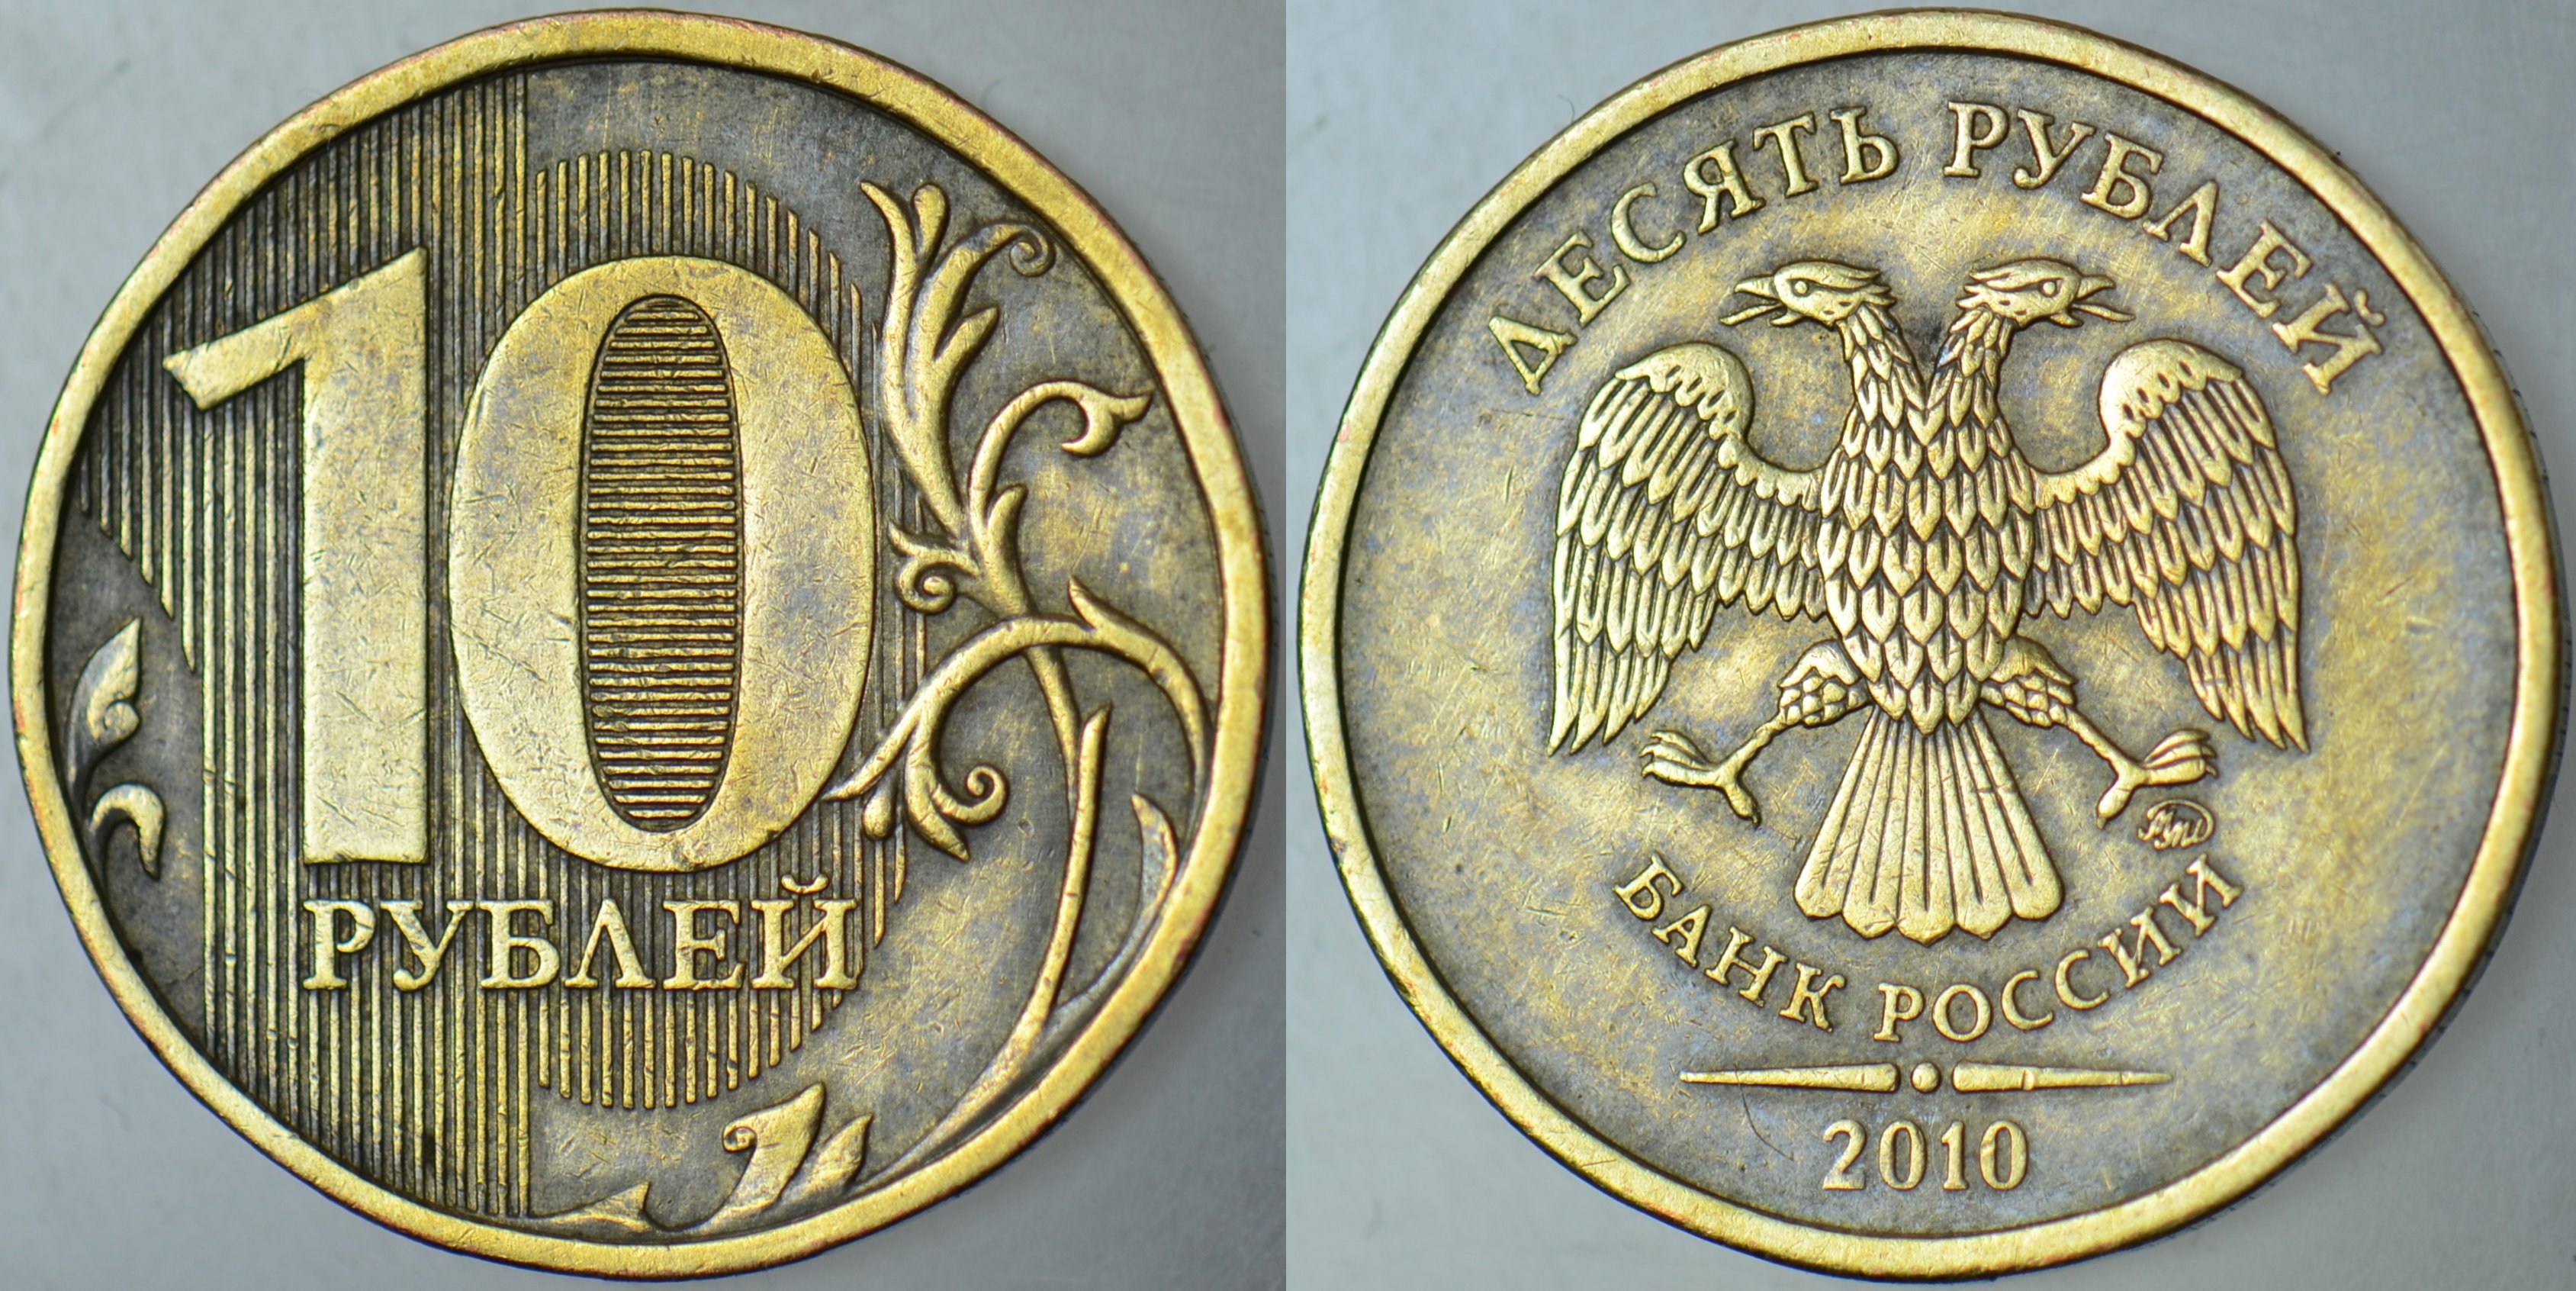 10
РУБЛЕЙ
ДЕСЯТЬ РУБЛЕЙ
БАНК РОССИИ
2010